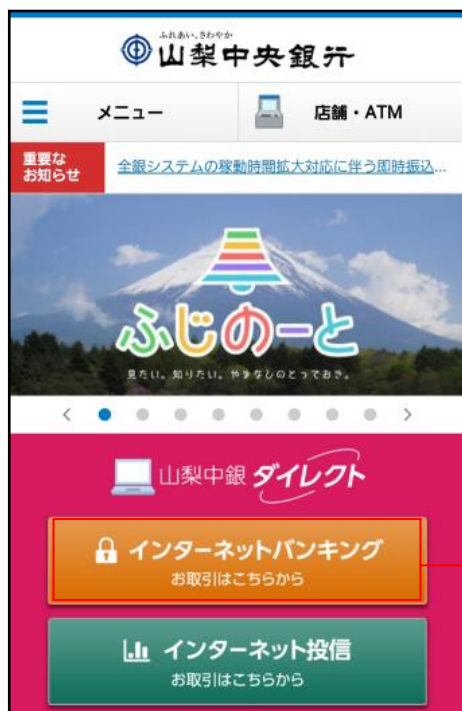 ふれあい、さわやか
山梨中央銀行
メニュー
店舗・ATM
重要な
お知らせ
全銀システムの稼動時間拡大対応に伴う即時振込...
ふじのーと
見たい。知りたい。やまなしのとっておき。
山梨中銀 ダイレクト
インターネットバンキング
お取引はこちらから
インターネット投信
お取引はこちらから